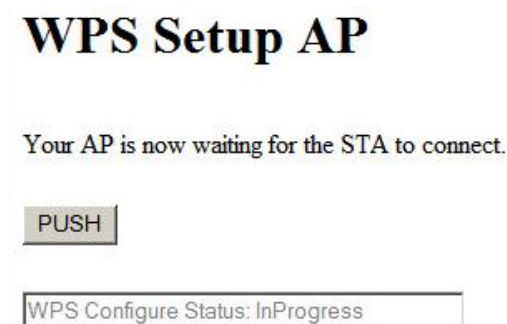 WPS Setup AP
Your AP is now waiting for the STA to connect.
PUSH
WPS Configure Status: InProgress